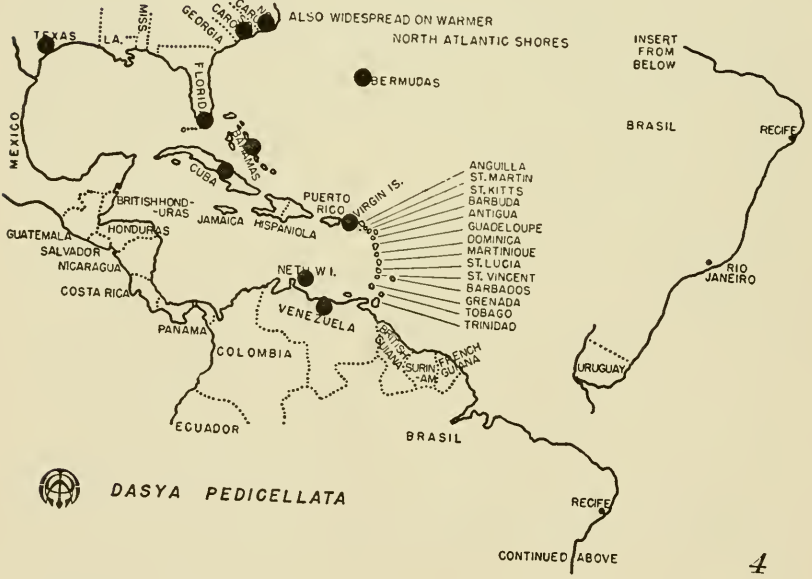 ALSO WIDESPREAD ON WARMER
NORTH ATLANTIC SHORES
N.
CAR
CARO
GEORGIA
MISS.
LA.
TEXAS
FLORIDA
BERMUDAS
INSERT
FROM
BELOW
BRASIL
RECIFE
MEXICO
BAHAMAS
CUBA
VIRGIN IS.
PUERTO
RICO
BRITISH HOND-
-URAS
JAMAICA
HISPANIOLA
GUATEMALA
HONDURAS
SALVADOR
NICARAGUA
COSTA RICA
PANAMA
NETH.W I.
VENEZUELA
COLOMBIA
ECUADOR
ANGUILLA
ST. MARTIN
ST. KITTS
BARBUDA
ANTIGUA
GUADELOUPE
DOMINICA
MARTINIQUE
ST. LUCIA
ST. VINCENT
BARBADOS
GRENADA
TOBAGO
TRINIDAD
RIO
JANEIRO
URUGUAY
BRITISH
GUIANA
SURIN-
AM
FRENCH
GUIANA
BRASIL
DASYA PEDICELLATA
RECIFE
CONTINUED ABOVE
4